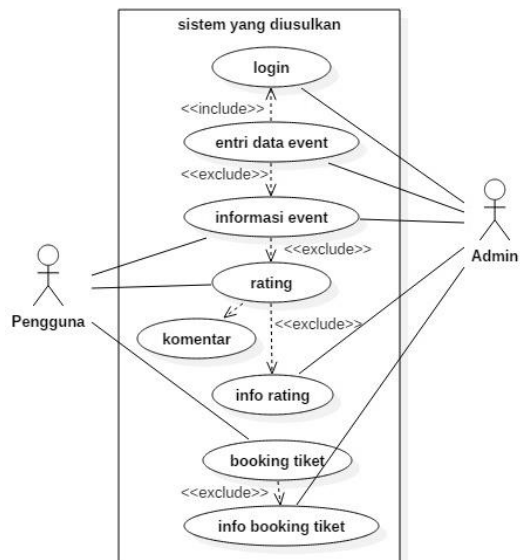 sistem yang diusulkan
login
<<include>>
entri data event
<<exclude>>
informasi event
<<exclude>>
rating
Pengguna
Admin
komentar
<<exclude>>
info rating
booking tiket
<<exclude>>
info booking tiket